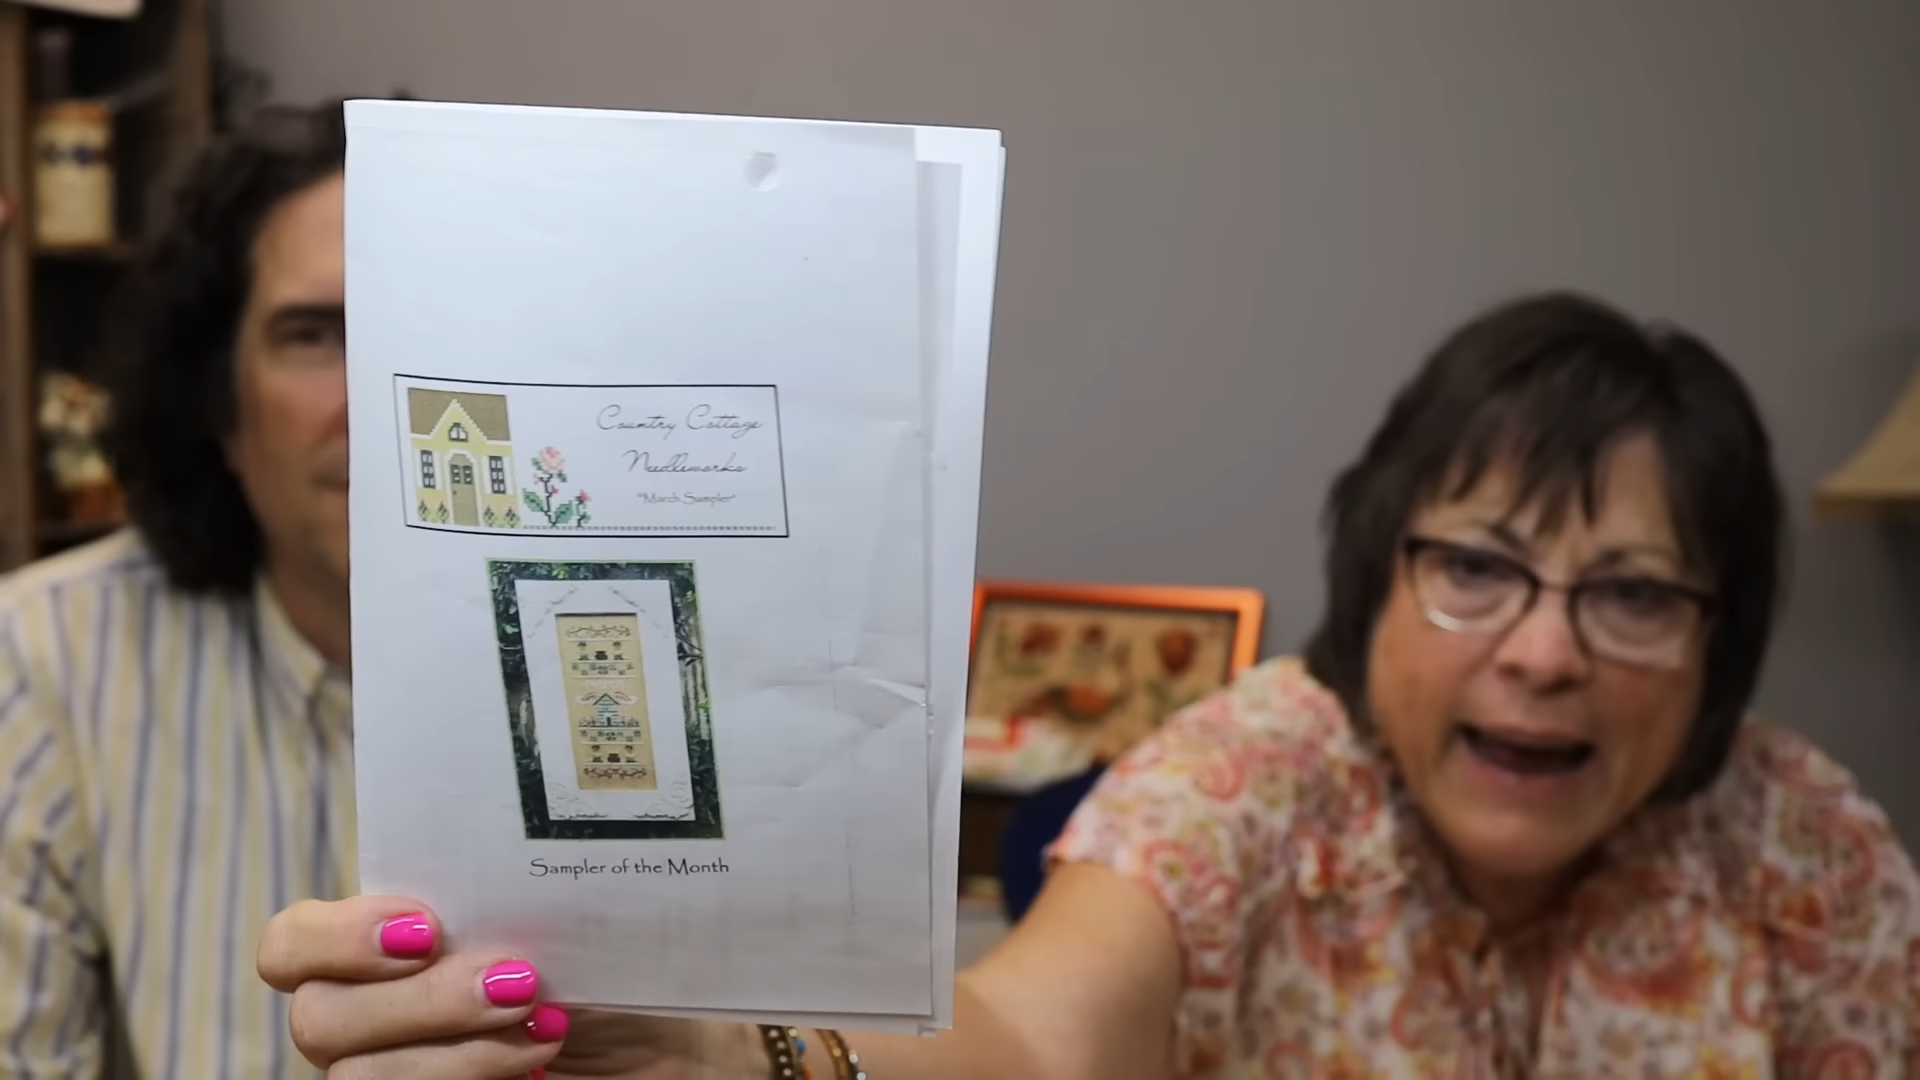 Country Cottage
Needleworks
"March Sampler"
Sampler of the Month